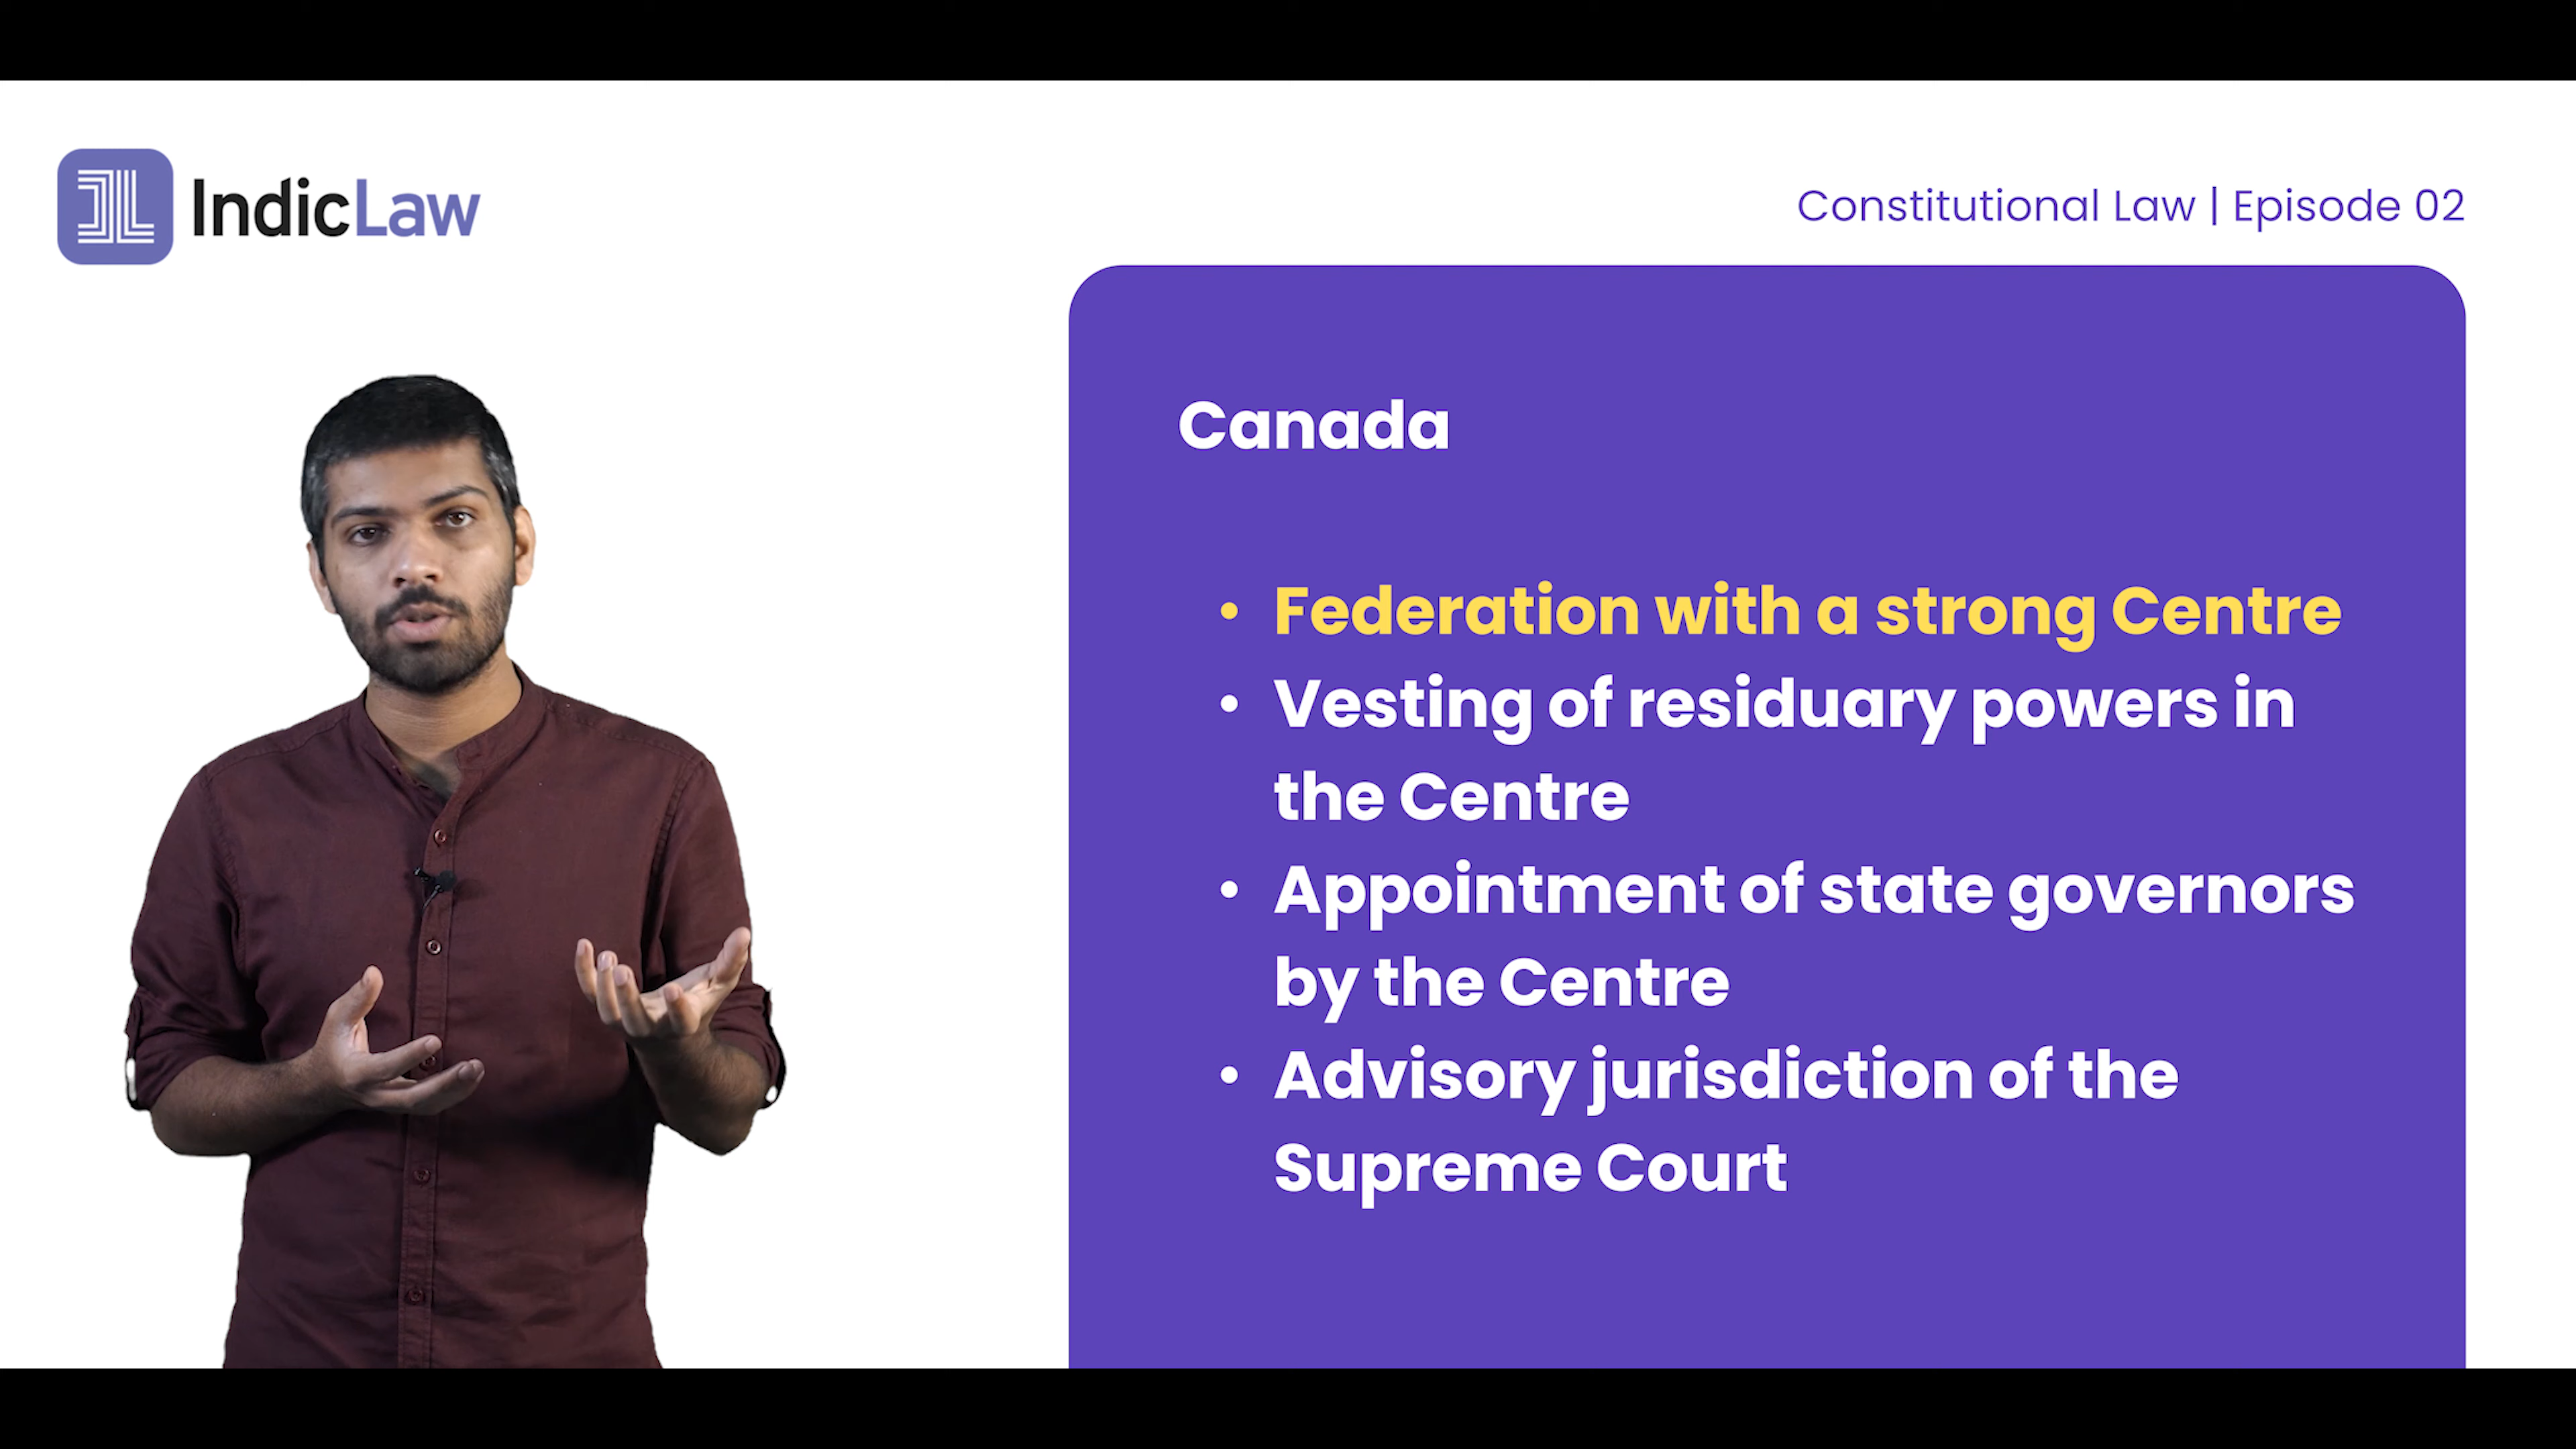 IndicLaw
Constitutional Law | Episode 02
Canada
• Federation with a strong Centre
• Vesting of residuary powers in
the Centre
• Appointment of state governors
by the Centre
• Advisory jurisdiction of the
Supreme Court